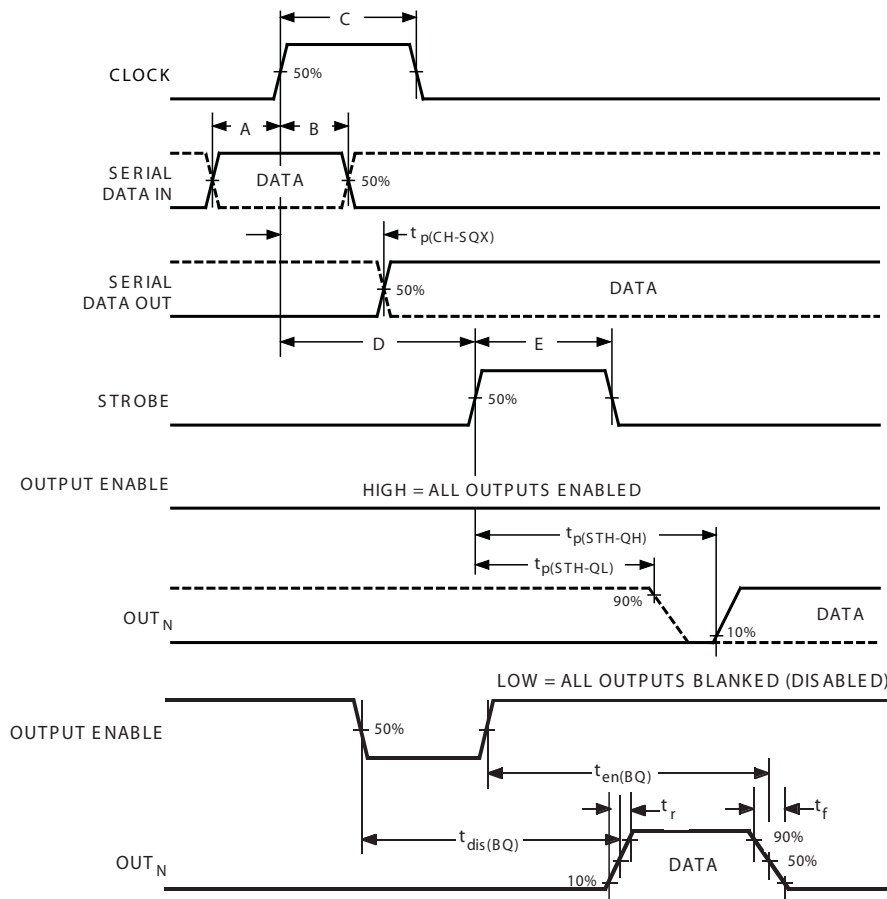 C
CLOCK
50%
A
B
SERIAL
DATA IN
DATA
50%
t p(CH-SQX)
SERIAL
DATA OUT
50%
DATA
D
E
STROBE
50%
OUTPUT ENABLE
HIGH = ALL OUTPUTS ENABLED
t p(STH-QH)
t p(STH-QL)
90%
OUT N
DATA
10%
LOW = ALL OUTPUTS BLANKED (DISABLED)
OUTPUT ENABLE
50%
t en(BQ)
t r
t f
t dis(BQ)
90%
OUT N
DATA
50%
10%